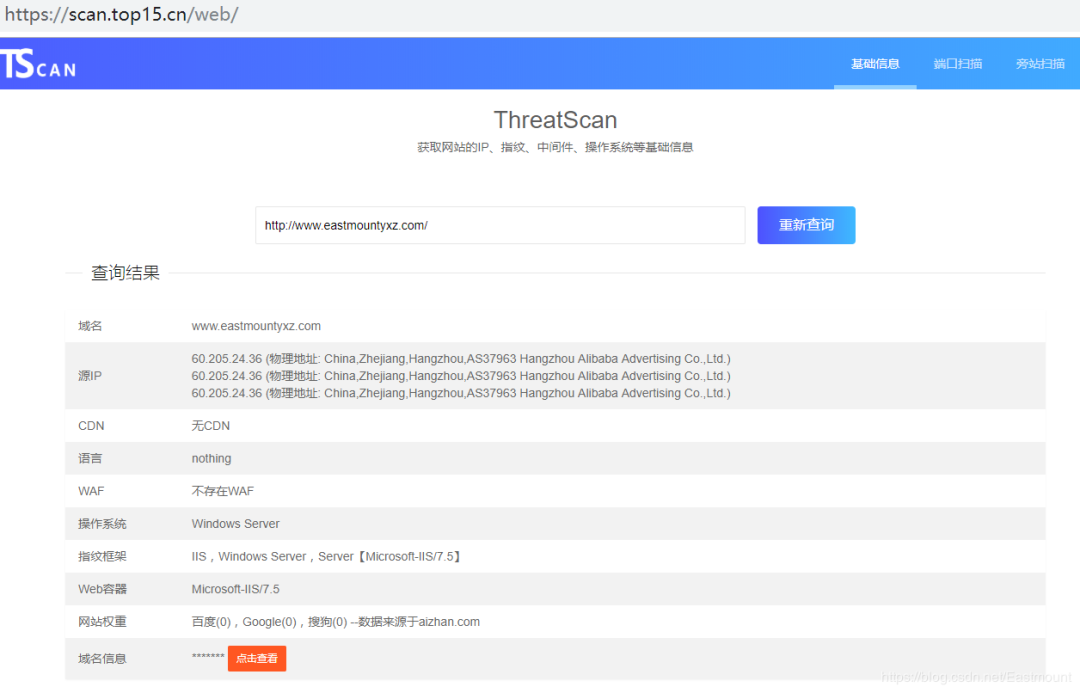 https://scan.top15.cn/web/
TSCAN
基础信息 端口扫描 旁站扫描
ThreatScan
获取网站的IP、指纹、中间件、操作系统等基础信息
http://www.eastmountyxz.com/ 重新查询
查询结果
域名 www.eastmountyxz.com
源IP 60.205.24.36 (物理地址: China,Zhejiang,Hangzhou,AS37963 Hangzhou Alibaba Advertising Co.,Ltd.)
60.205.24.36 (物理地址: China,Zhejiang,Hangzhou,AS37963 Hangzhou Alibaba Advertising Co.,Ltd.)
60.205.24.36 (物理地址: China,Zhejiang,Hangzhou,AS37963 Hangzhou Alibaba Advertising Co.,Ltd.)
CDN 无CDN
语言 nothing
WAF 不存在WAF
操作系统 Windows Server
指纹框架 IIS，Windows Server，Server【Microsoft-IIS/7.5】
Web容器 Microsoft-IIS/7.5
网站权重 百度(0)，Google(0)，搜狗(0) --数据来源于aizhan.com
域名信息 ******* 点击查看
https://blog.csdn.net/Eastmount